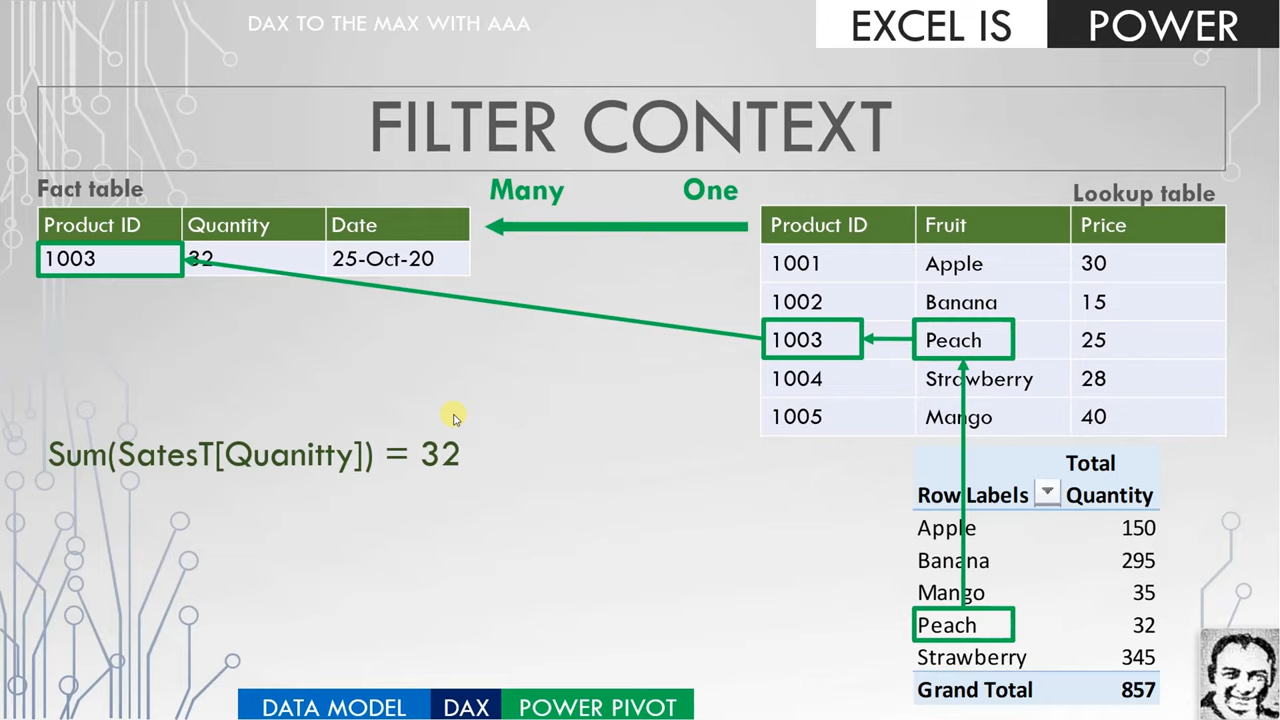 DAX TO THE MAX WITH AAA
EXCEL IS POWER
FILTER CONTEXT
Fact table
Many One
Lookup table
Product ID Quantity Date
1003 32 25-Oct-20
Product ID Fruit Price
1001 Apple 30
1002 Banana 15
1003 Peach 25
1004 Strawberry 28
1005 Mango 40
Sum(SatesT[Quanitty]) = 32
Total
Row Labels Quantity
Apple 150
Banana 295
Mango 35
Peach 32
Strawberry 345
Grand Total 857
DATA MODEL DAX POWER PIVOT